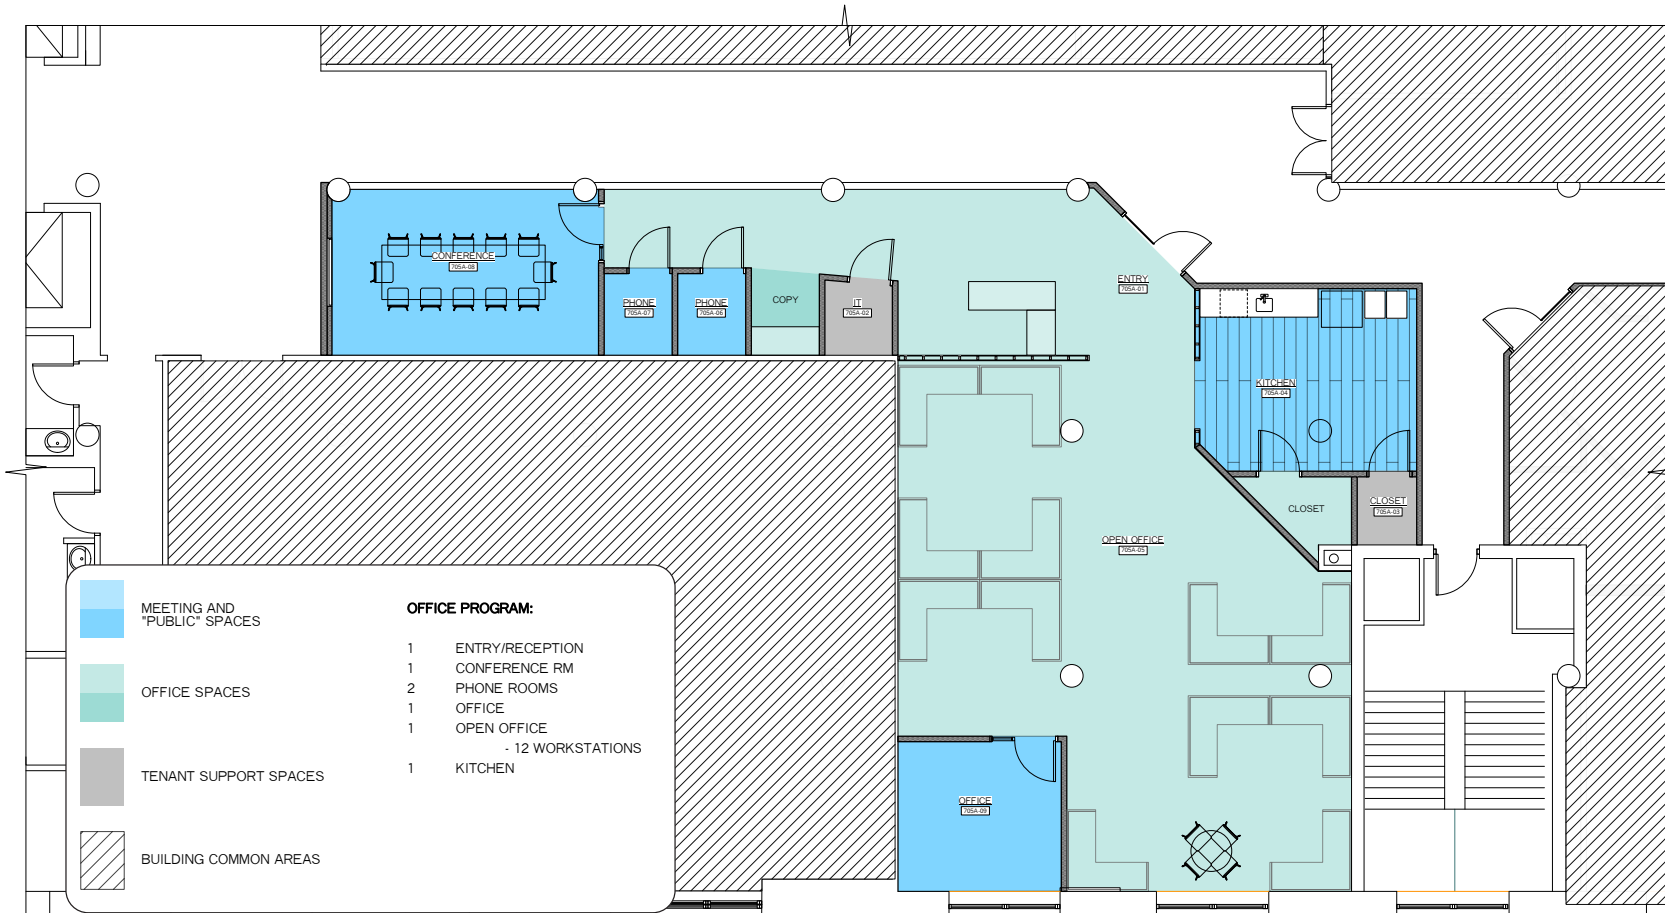 CONFERENCE
705A-08
PHONE
705A-07
PHONE
705A-06
COPY
IT
705A-02
ENTRY
705A-01
KITCHEN
705A-04
CLOSET
CLOSET
705A-03
OPEN OFFICE
705A-05
OFFICE
705A-09
MEETING AND
"PUBLIC" SPACES
OFFICE SPACES
TENANT SUPPORT SPACES
BUILDING COMMON AREAS
OFFICE PROGRAM:
1 ENTRY/RECEPTION
1 CONFERENCE RM
2 PHONE ROOMS
1 OFFICE
1 OPEN OFFICE
- 12 WORKSTATIONS
1 KITCHEN